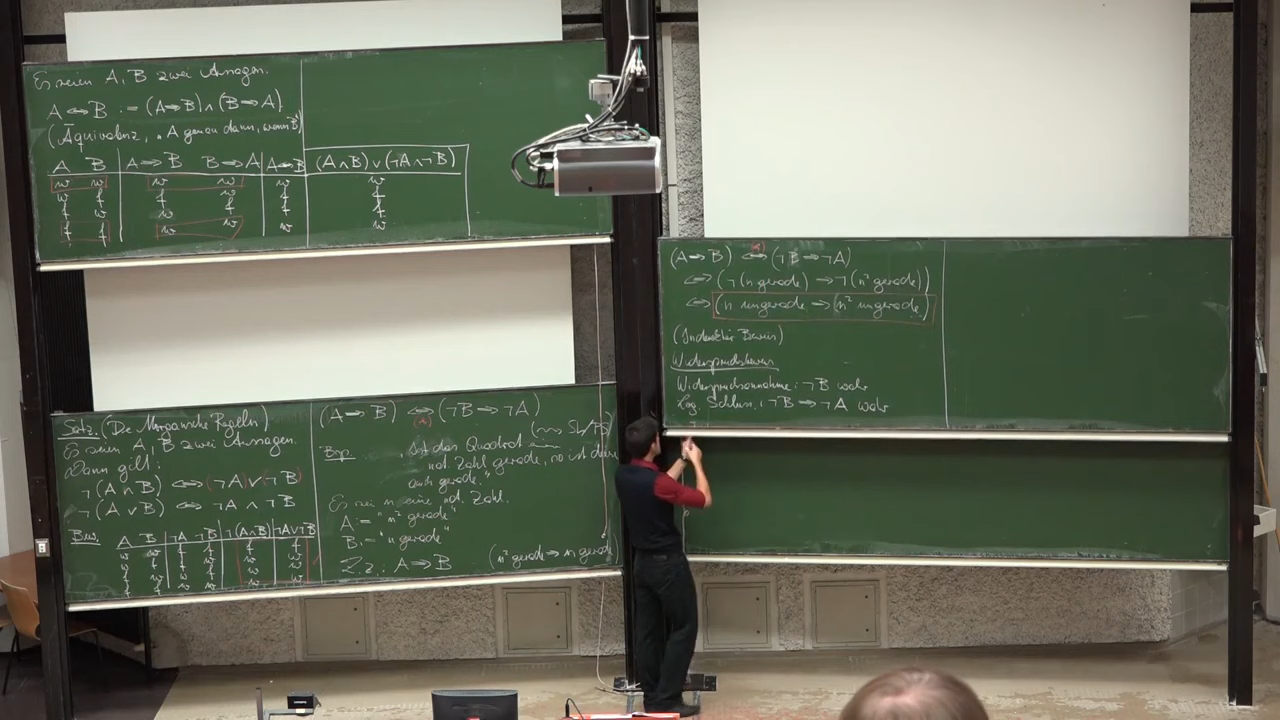 Es seien A, B zwei Aussagen.
A ⇔ B := (A ⇒ B) ∧ (B ⇒ A)
(Äquivalenz, "A genau dann, wenn B")
A B A ⇒ B B ⇒ A A ⇔ B (A ∧ B) ∨ (¬A ∧ ¬B)
w w w w w w
w f f w f f
f w w f f f
f f w w w w
Satz. (De Morgansche Regeln)
Es seien A, B zwei Aussagen.
Dann gilt:
¬(A ∧ B) ⇔ (¬A) ∨ (¬B)
¬(A ∨ B) ⇔ ¬A ∧ ¬B
Bew. A B ¬A ¬B ¬(A ∧ B) ¬A ∨ ¬B
w w f f f f
w f f w w w
f w w f w w
f f w w w w
(A ⇒ B) ⇔ (¬B ⇒ ¬A)
(*)
Bsp. "Ist das Quadrat eine
nat. Zahl gerade, so ist
auch gerade."
Es sei n eine nat. Zahl.
A = "n² gerade"
B = "n gerade"
Z.z.: A ⇒ B (n² gerade ⇒ n gerade
(A ⇒ B) ⇔ (¬B ⇒ ¬A)
⇔ (¬(n gerade) ⇒ ¬(n² gerade))
⇔ (n ungerade ⇒ n² ungerade)
(Indirekter Beweis)
Widerspruchsbeweis
Widerspruchsannahme: ¬B wahr
Log. Schluss: ¬B ⇒ ¬A wahr